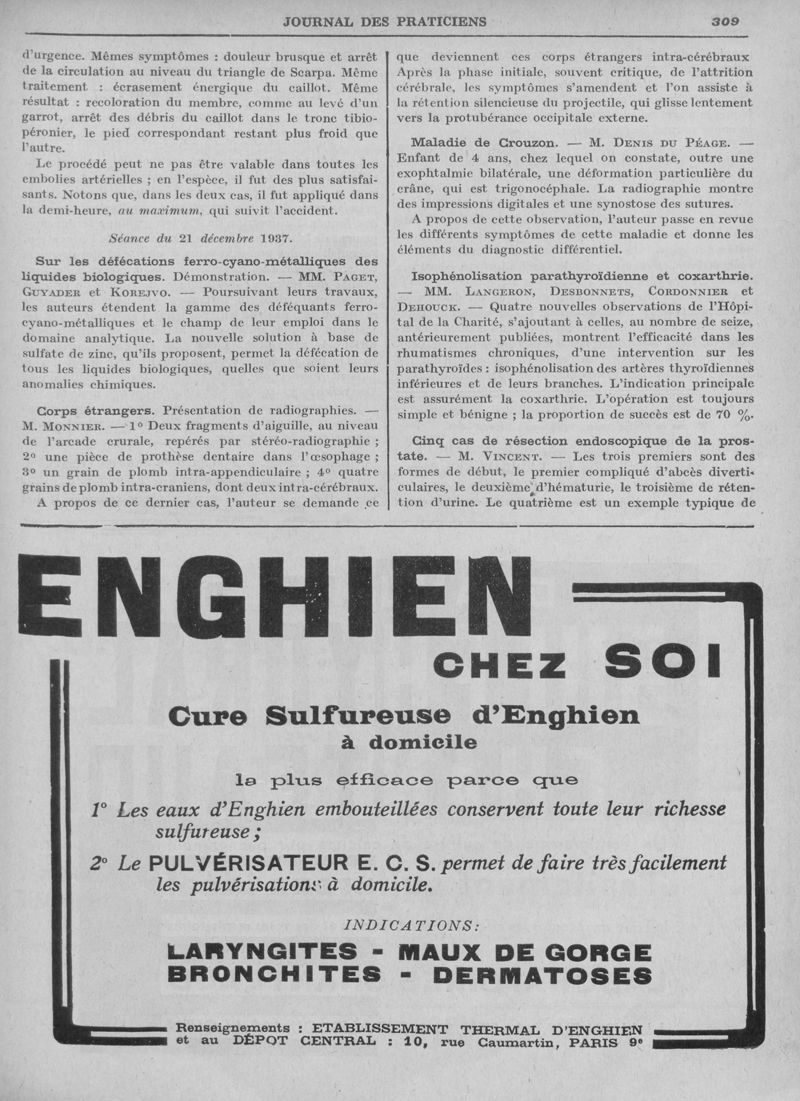 JOURNAL DES PRATICIENS 309
d'urgence. Mêmes symptômes : douleur brusque et arrêt
de la circulation au niveau du triangle de Scarpa. Même
traitement : écrasement énergique du caillot. Même
résultat : recoloration du membre, comme au levé d'un
garrot, arrêt des débris du caillot dans le tronc tibio-
péronier, le pied correspondant restant plus froid que
l'autre.
Le procédé peut ne pas être valable dans toutes les
embolies artérielles ; en l'espèce, il fut des plus satisfai-
sants. Notons que, dans les deux cas, il fut appliqué dans
la demi-heure, au maximum, qui suivit l'accident.
Séance du 21 décembre 1937.
Sur les défécations ferro-cyano-métalliques des
liquides biologiques. Démonstration. — MM. PAGET,
GUYADER et KOREJVO. — Poursuivant leurs travaux,
les auteurs étendent la gamme des déféquants ferro-
cyano-métalliques et le champ de leur emploi dans le
domaine analytique. La nouvelle solution à base de
sulfate de zinc, qu'ils proposent, permet la défécation de
tous les liquides biologiques, quelles que soient leurs
anomalies chimiques.
Corps étrangers. Présentation de radiographies. —
M. MONNIER. — 1º Deux fragments d'aiguille, au niveau
de l'arcade crurale, repérés par stéréo-radiographie ;
2º une pièce de prothèse dentaire dans l'œsophage ;
3º un grain de plomb intra-appendiculaire ; 4º quatre
grains de plomb intra-craniens, dont deux intra-cérébraux.
A propos de ce dernier cas, l'auteur se demande ce
que deviennent ces corps étrangers intra-cérébraux
Après la phase initiale, souvent critique, de l'attrition
cérébrale, les symptômes s'amendent et l'on assiste à
la rétention silencieuse du projectile, qui glisse lentement
vers la protubérance occipitale externe.
Maladie de Crouzon. — M. DENIS DU PÉAGE. —
Enfant de 4 ans, chez lequel on constate, outre une
exophtalmie bilatérale, une déformation particulière du
crâne, qui est trigonocéphale. La radiographie montre
des impressions digitales et une synostose des sutures.
A propos de cette observation, l'auteur passe en revue
les différents symptômes de cette maladie et donne les
éléments du diagnostic différentiel.
Isophénolisation parathyroïdienne et coxarthrie.
— MM. LANGERON, DESBONNETS, CORDONNIER et
DEHOUCK. — Quatre nouvelles observations de l'Hôpi-
tal de la Charité, s'ajoutant à celles, au nombre de seize,
antérieurement publiées, montrent l'efficacité dans les
rhumatismes chroniques, d'une intervention sur les
parathyroïdes : isophénolisation des artères thyroïdiennes
inférieures et de leurs branches. L'indication principale
est assurément la coxarthrie. L'opération est toujours
simple et bénigne ; la proportion de succès est de 70 %.
Cinq cas de résection endoscopique de la pros-
tate. — M. VINCENT. — Les trois premiers sont des
formes de début, le premier compliqué d'abcès diverti-
culaires, le deuxième d'hématurie, le troisième de réten-
tion d'urine. Le quatrième est un exemple typique de
ENGHIEN
CHEZ SOI
Cure Sulfureuse d'Enghien
à domicile
la plus efficace parce que
1º Les eaux d'Enghien embouteillées conservent toute leur richesse
sulfureuse ;
2º Le PULVÉRISATEUR E. C. S. permet de faire très facilement
les pulvérisations à domicile.
INDICATIONS:
LARYNGITES - MAUX DE GORGE
BRONCHITES - DERMATOSES
Renseignements : ETABLISSEMENT THERMAL D'ENGHIEN
et au DÉPOT CENTRAL : 10, rue Caumartin, PARIS 9e